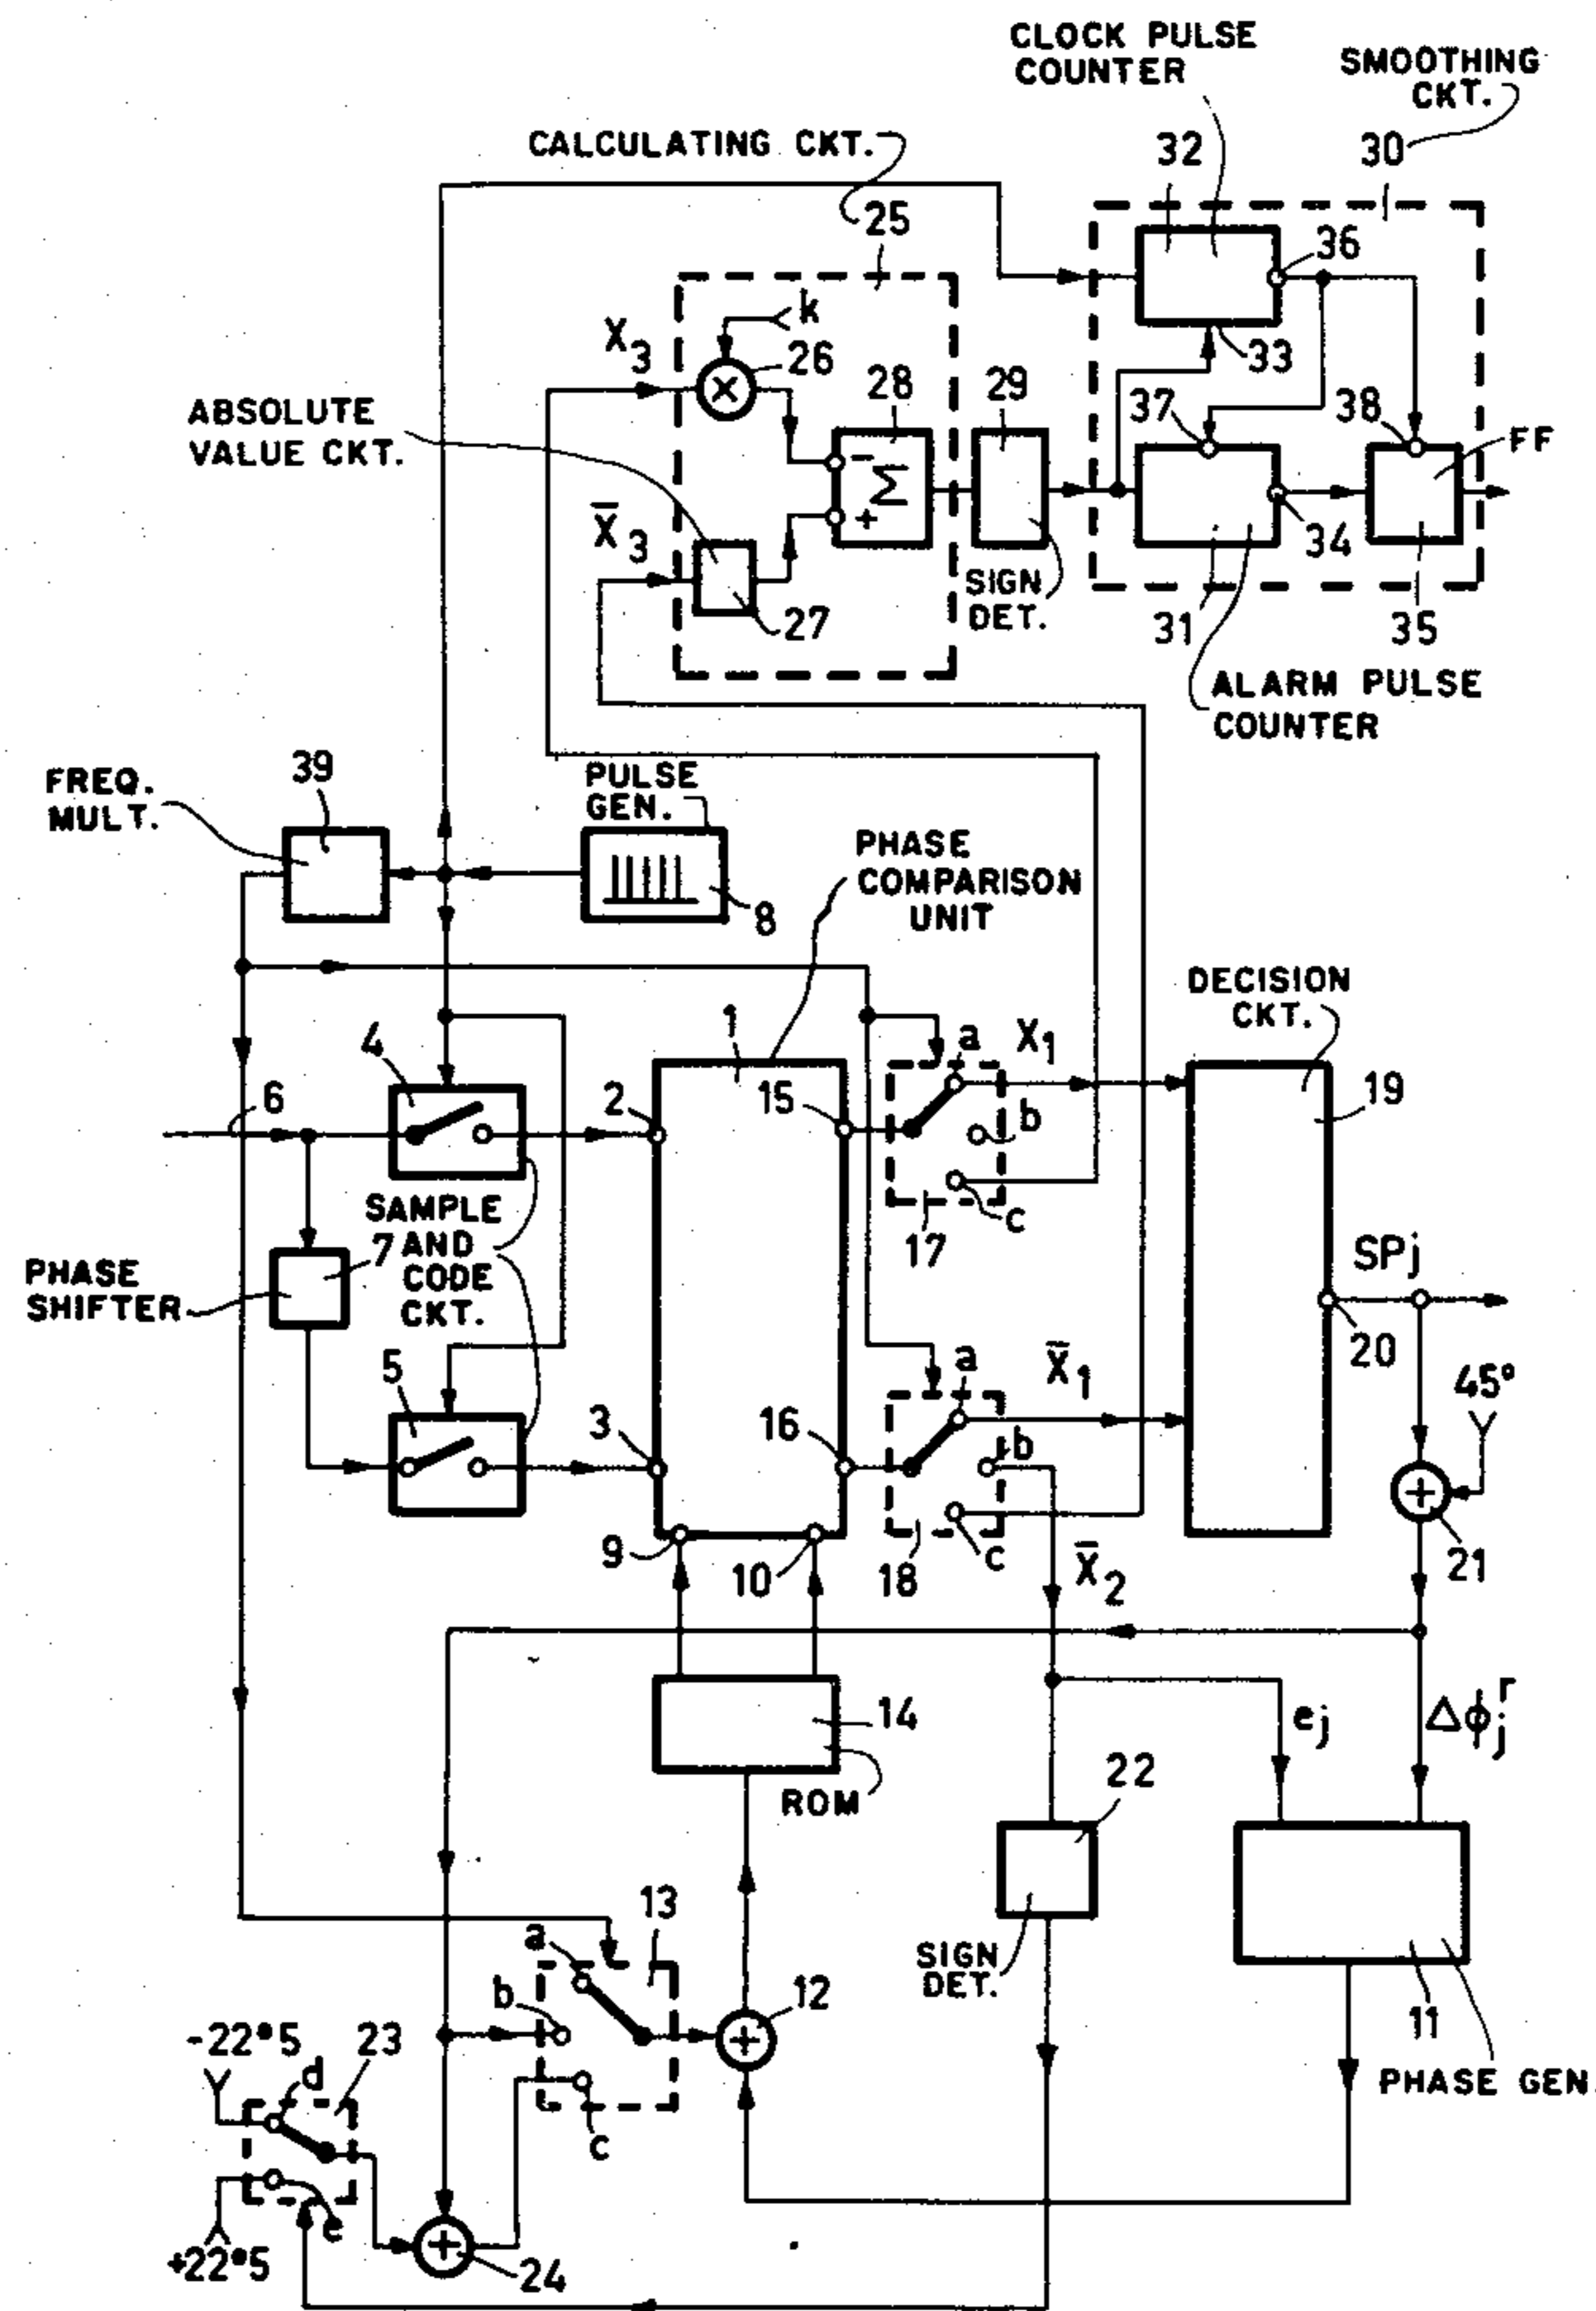 CLOCK PULSE
COUNTER
SMOOTHING
CKT.
CALCULATING CKT.
32
30
25
36
k
X3
26
33
28
29
37
38
FF
ABSOLUTE
VALUE CKT.
×
−
Σ
+
X̄3
34
27
SIGN
DET.
31
35
ALARM PULSE
COUNTER
39
FREQ.
MULT.
PULSE
GEN.
PHASE
COMPARISON
UNIT
8
DECISION
CKT.
4
1
a
X1
6
2
15
b
19
SAMPLE
7 AND
CODE
CKT.
c
17
SPj
PHASE
SHIFTER
20
5
a
X̄1
45°
3
16
b
+
9
10
18
c
X̄2
21
14
ej
Δϕjr
ROM
22
13
a
SIGN
DET.
b
12
+
11
-22°5
23
d
PHASE GEN.
c
e
+
+22°5
24